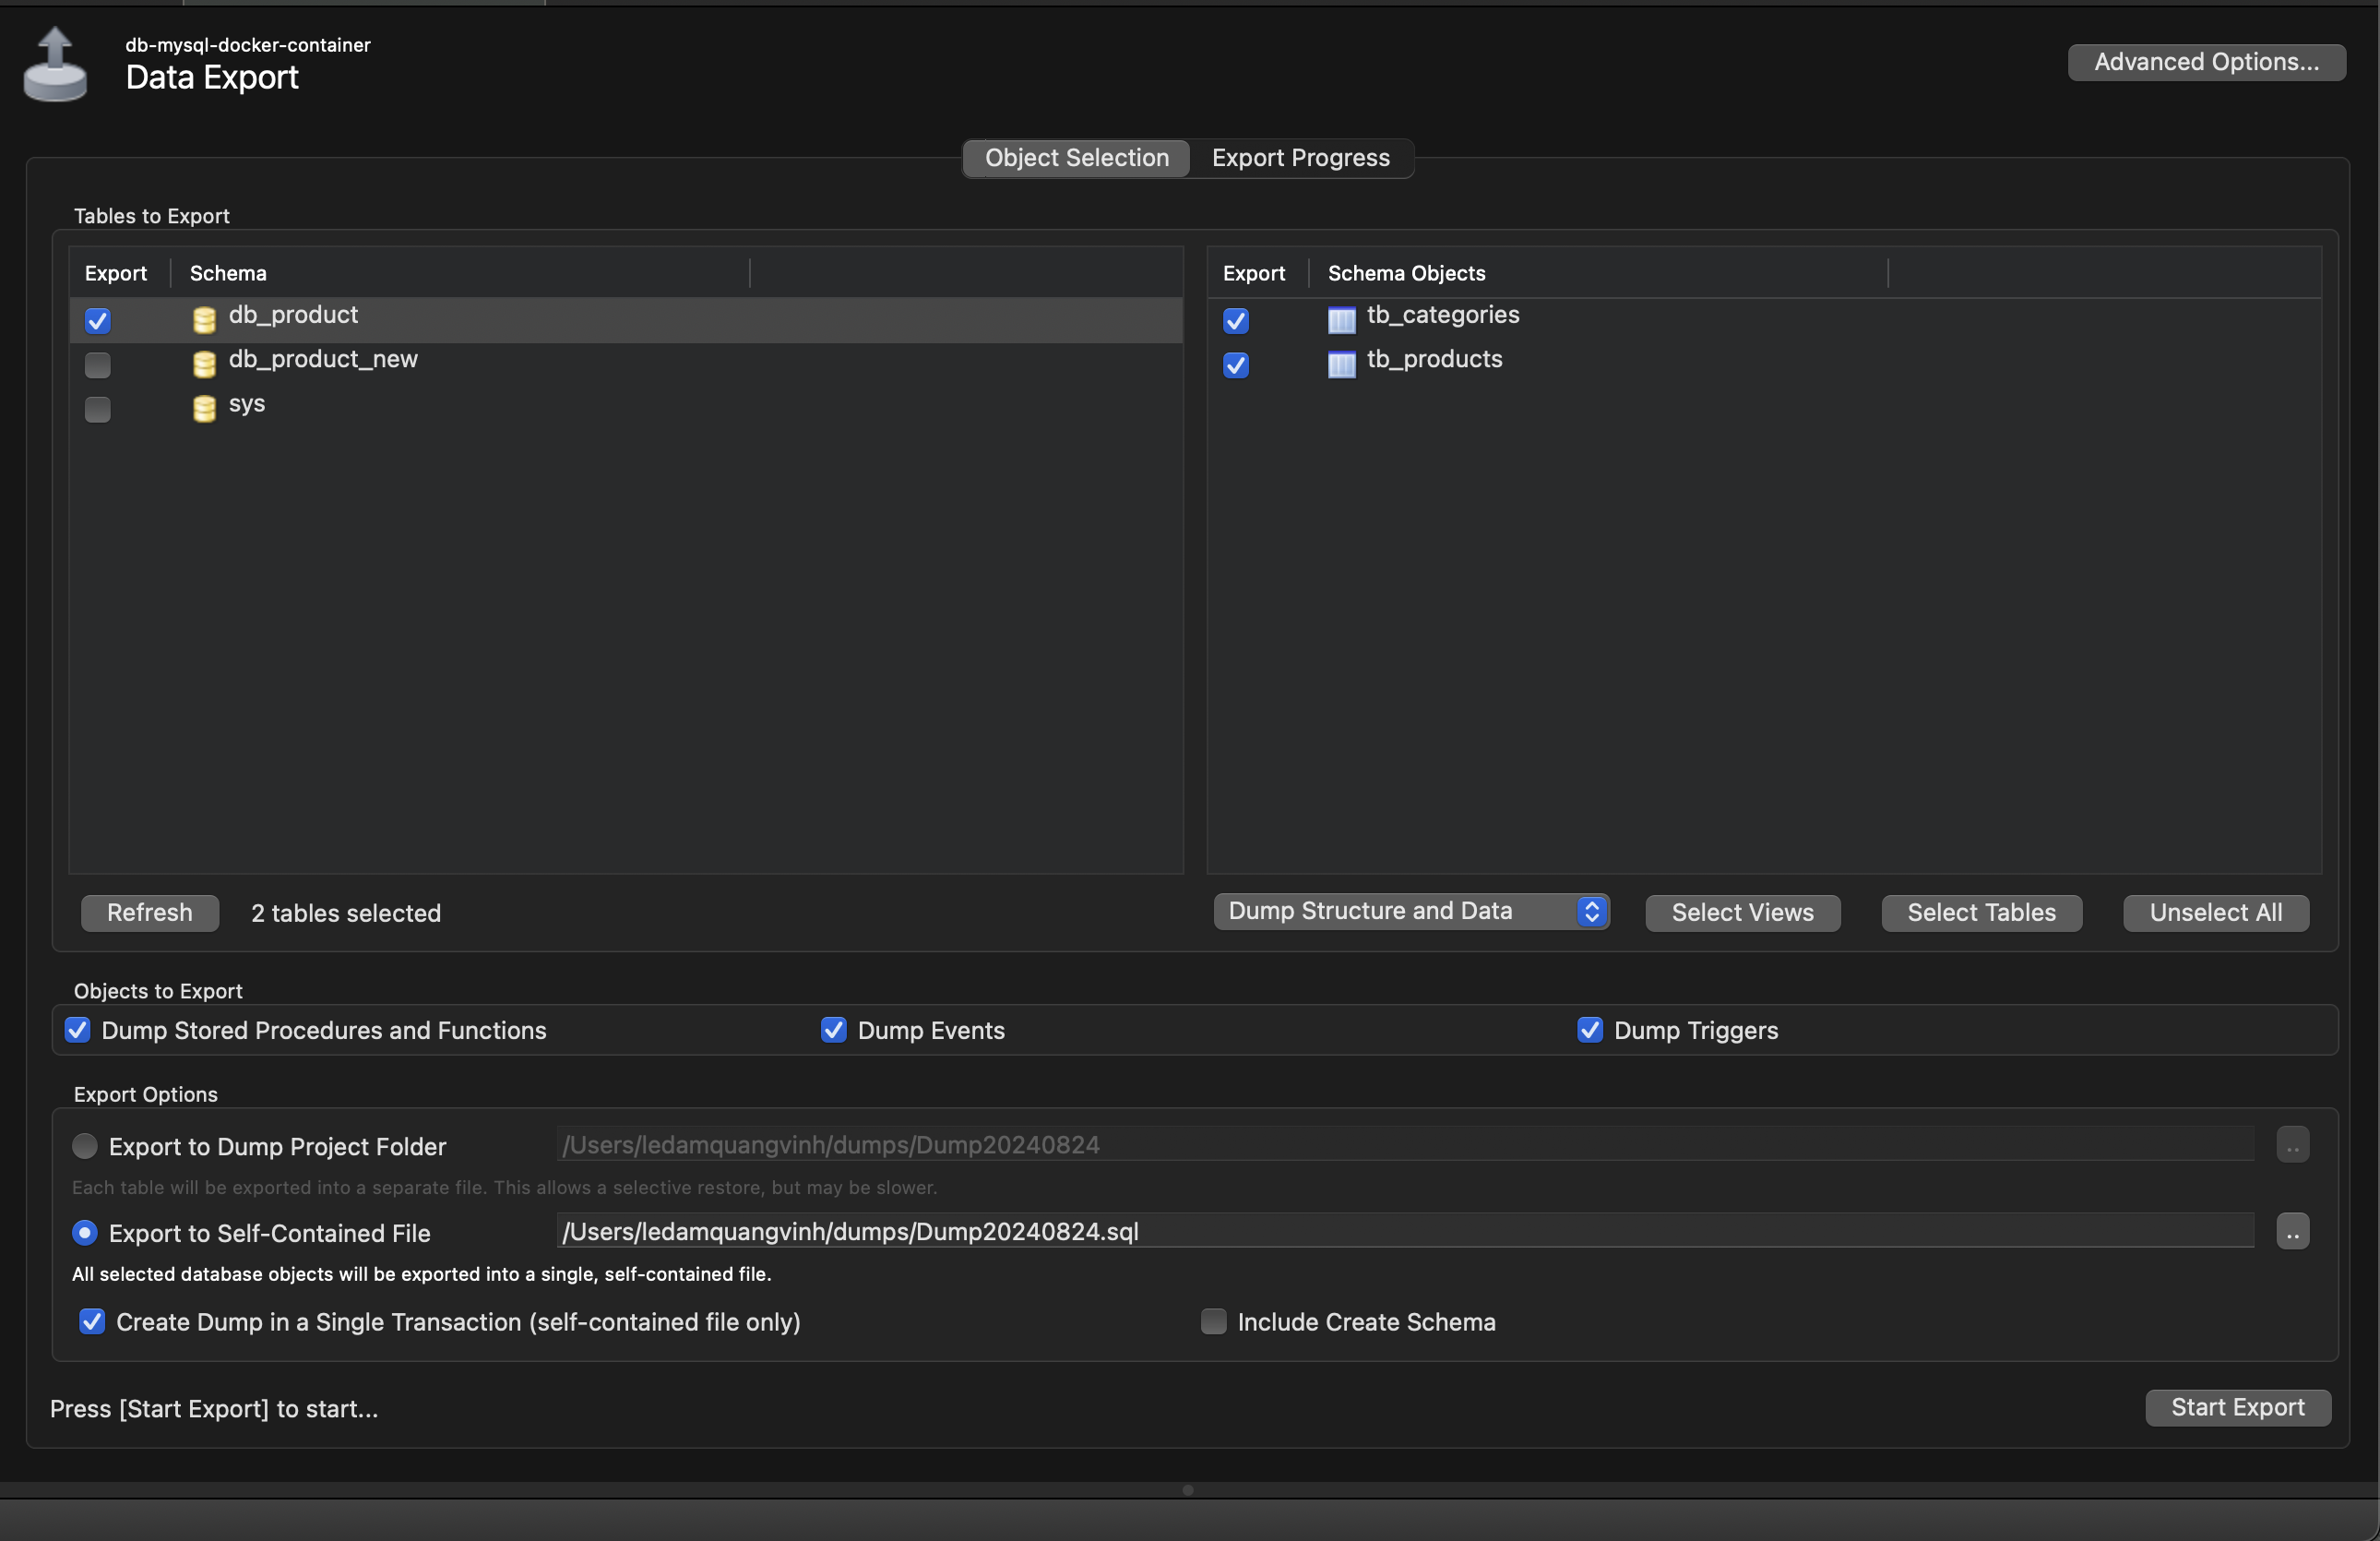 db-mysql-docker-container
Data Export
Advanced Options...
Object Selection Export Progress
Tables to Export
Export Schema
db_product
db_product_new
sys
Export Schema Objects
tb_categories
tb_products
Refresh 2 tables selected
Dump Structure and Data Select Views Select Tables Unselect All
Objects to Export
Dump Stored Procedures and Functions Dump Events Dump Triggers
Export Options
Export to Dump Project Folder /Users/ledamquangvinh/dumps/Dump20240824 ..
Each table will be exported into a separate file. This allows a selective restore, but may be slower.
Export to Self-Contained File /Users/ledamquangvinh/dumps/Dump20240824.sql ..
All selected database objects will be exported into a single, self-contained file.
Create Dump in a Single Transaction (self-contained file only) Include Create Schema
Press [Start Export] to start... Start Export